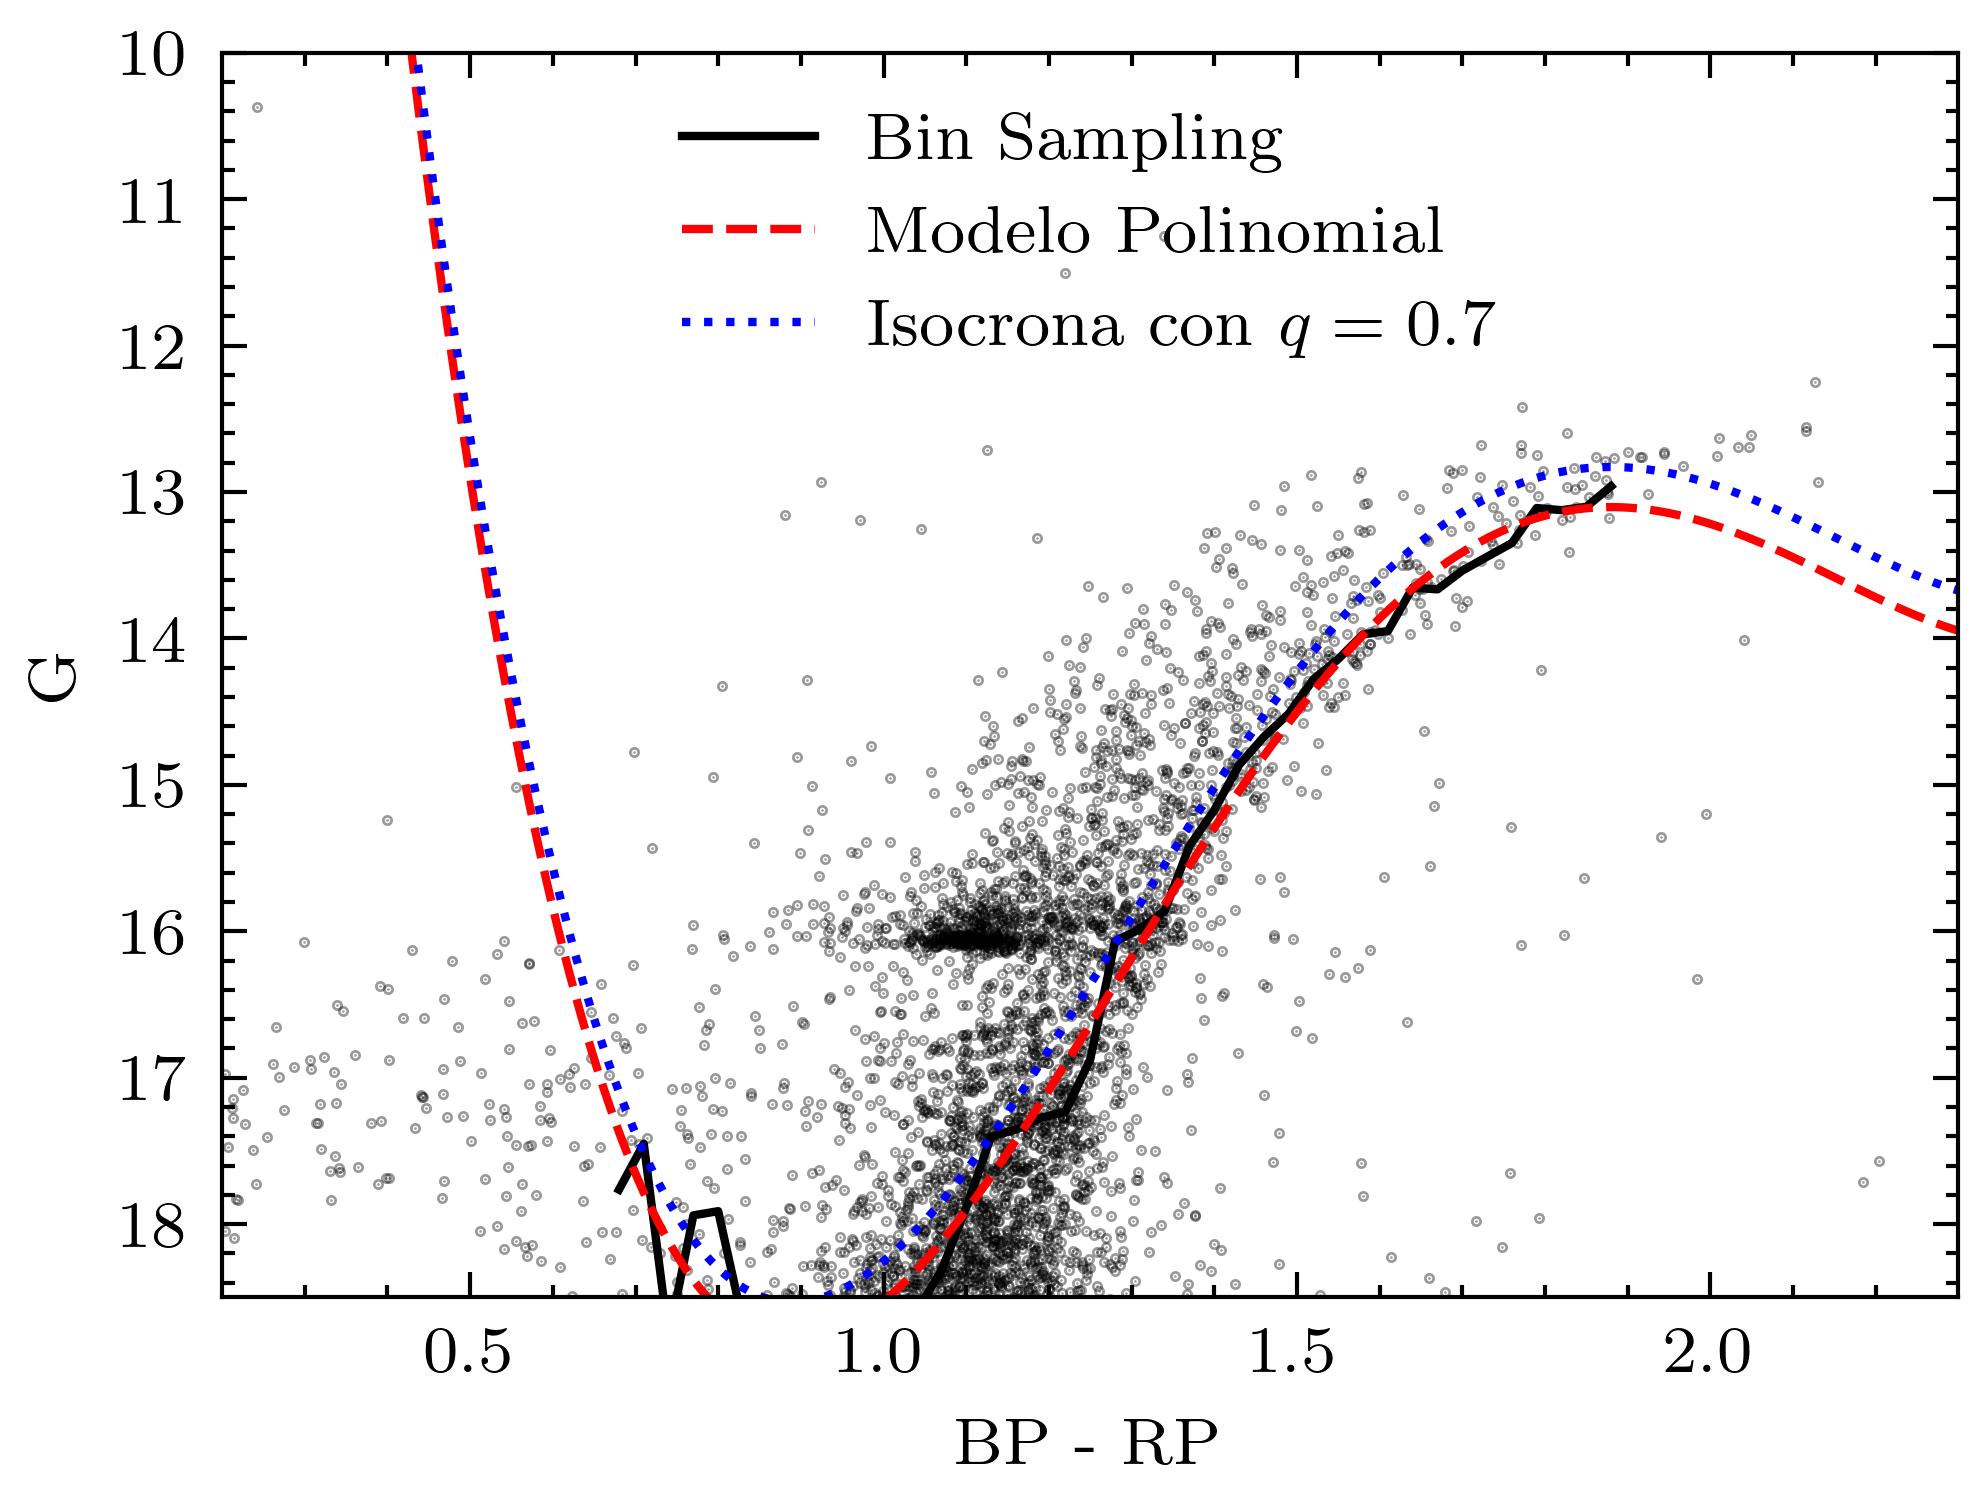 10
11
12
13
14
15
16
17
18
G
Bin Sampling
Modelo Polinomial
Isocrona con q = 0.7
0.5 1.0 1.5 2.0
BP - RP